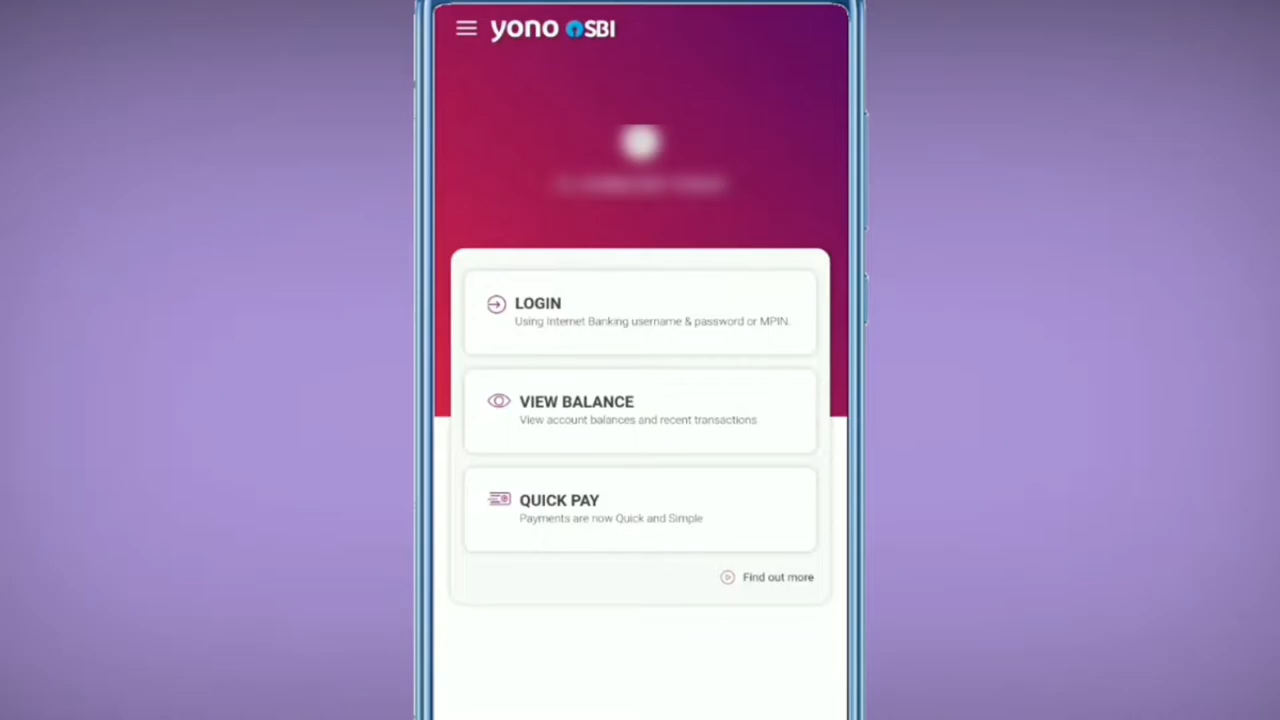 yono SBI
LOGIN
Using Internet Banking username & password or MPIN.
VIEW BALANCE
View account balances and recent transactions
QUICK PAY
Payments are now Quick and Simple
Find out more